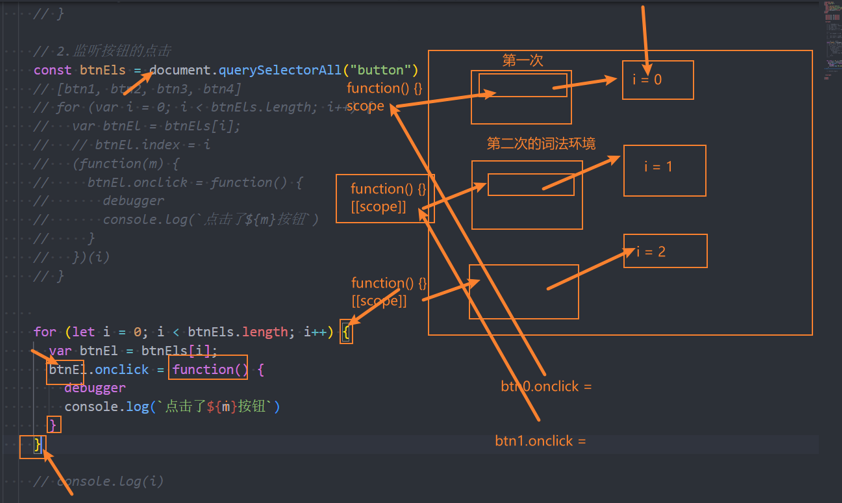 // }
// 2.监听按钮的点击
const btnEls = document.querySelectorAll("button")
// [btn1, btn2, btn3, btn4]
// for (var i = 0; i < btnEls.length; i++) {
//   var btnEl = btnEls[i];
//   // btnEl.index = i
//   (function(m) {
//     btnEl.onclick = function() {
//       debugger
//       console.log(`点击了${m}按钮`)
//     }
//   })(i)
// }
for (let i = 0; i < btnEls.length; i++) {
  var btnEl = btnEls[i];
  btnEl.onclick = function() {
    debugger
    console.log(`点击了${m}按钮`)
  }
}
// console.log(i)
第一次
function() {}
scope
i = 0
第二次的词法环境
function() {}
[[scope]]
i = 1
function() {}
[[scope]]
i = 2
btn0.onclick =
btn1.onclick =